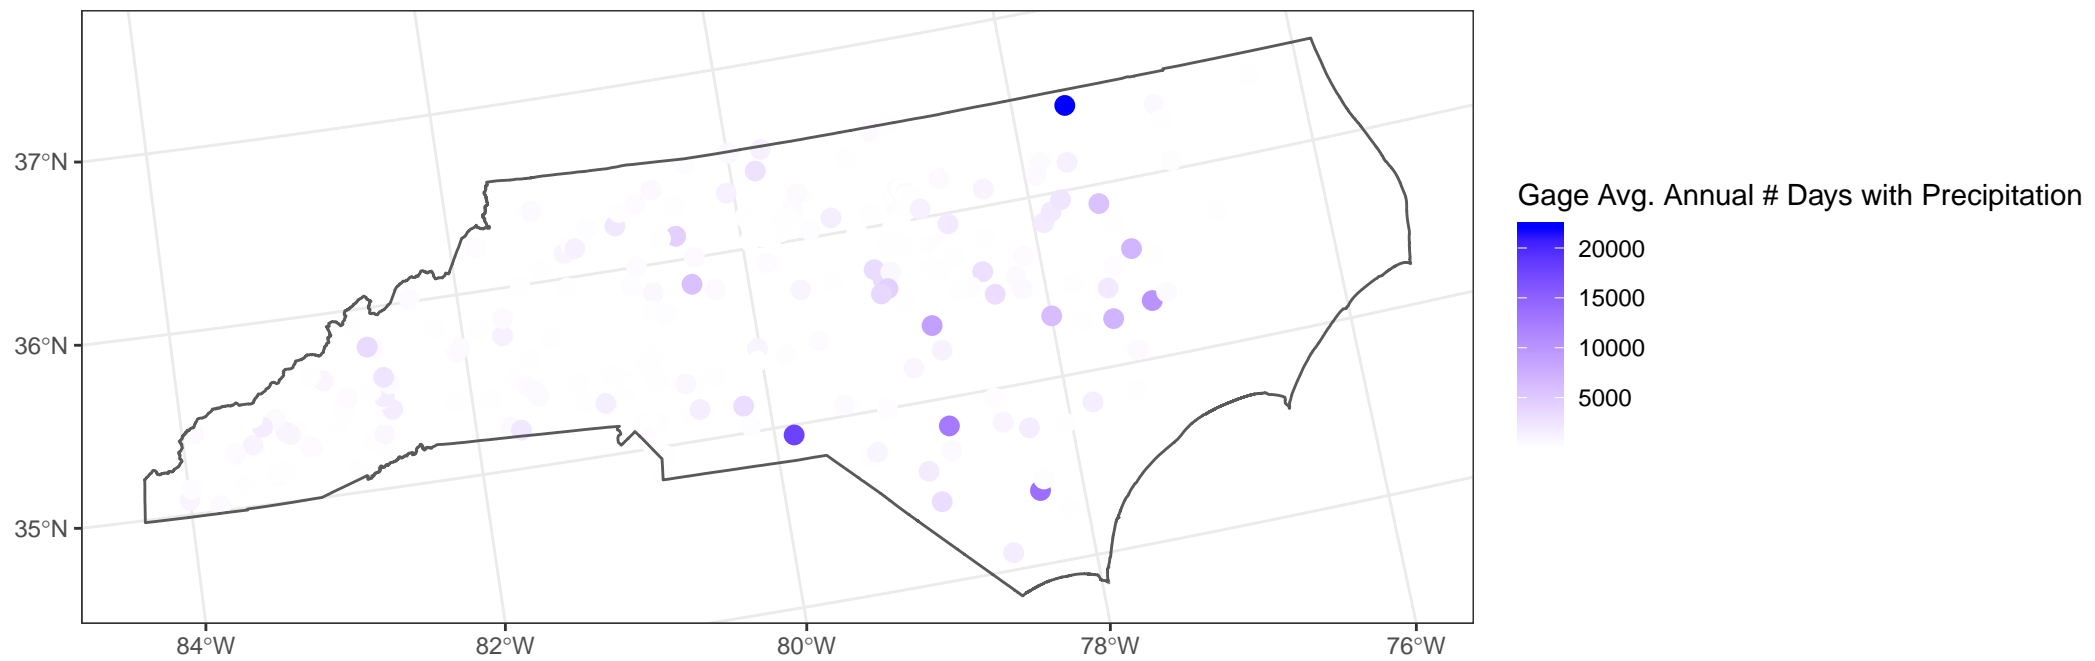 37°N
36°N
35°N
84°W
82°W
80°W
78°W
76°W
Gage Avg. Annual # Days with Precipitation
20000
15000
10000
5000